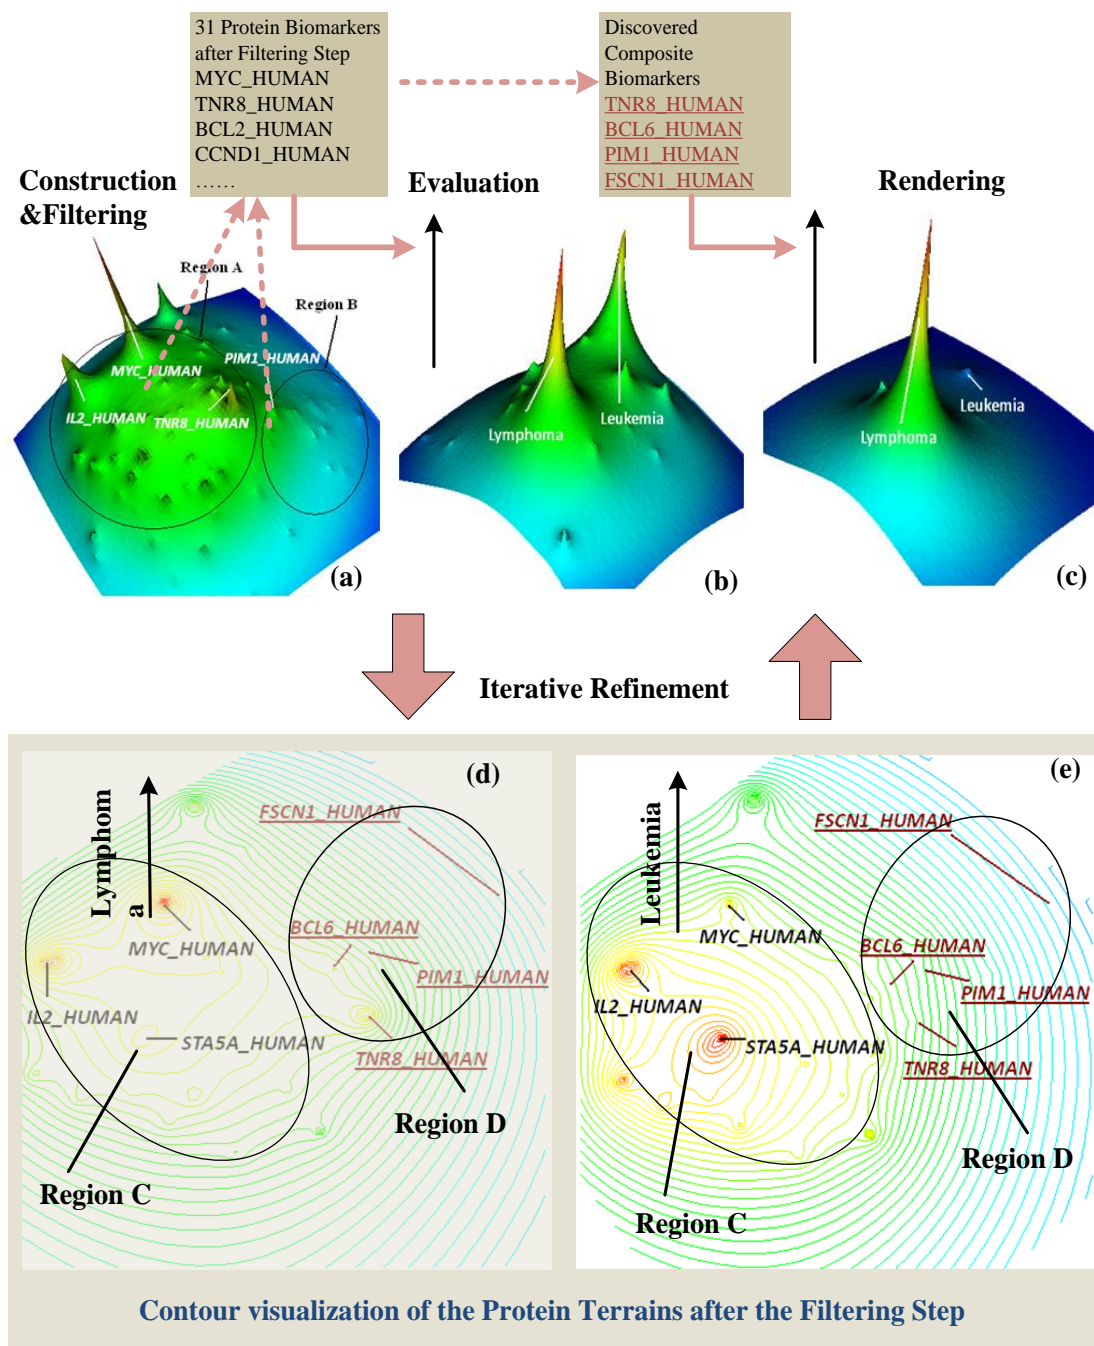 31 Protein Biomarkers
after Filtering Step
MYC_HUMAN
TNR8_HUMAN
BCL2_HUMAN
CCND1_HUMAN
……
Discovered
Composite
Biomarkers
TNR8_HUMAN
BCL6_HUMAN
PIM1_HUMAN
FSCN1_HUMAN
Construction
&Filtering
Evaluation
Rendering
Region A
Region B
MYC_HUMAN
PIM1_HUMAN
IL2_HUMAN
TNR8_HUMAN
(a)
Lymphoma
Leukemia
(b)
Lymphoma
Leukemia
(c)
Iterative Refinement
(d)
Lymphom
a
FSCN1_HUMAN
MYC_HUMAN
BCL6_HUMAN
PIM1_HUMAN
IL2_HUMAN
STA5A_HUMAN
TNR8_HUMAN
Region D
Region C
(e)
Leukemia
FSCN1_HUMAN
MYC_HUMAN
BCL6_HUMAN
PIM1_HUMAN
IL2_HUMAN
STA5A_HUMAN
TNR8_HUMAN
Region D
Region C
Contour visualization of the Protein Terrains after the Filtering Step